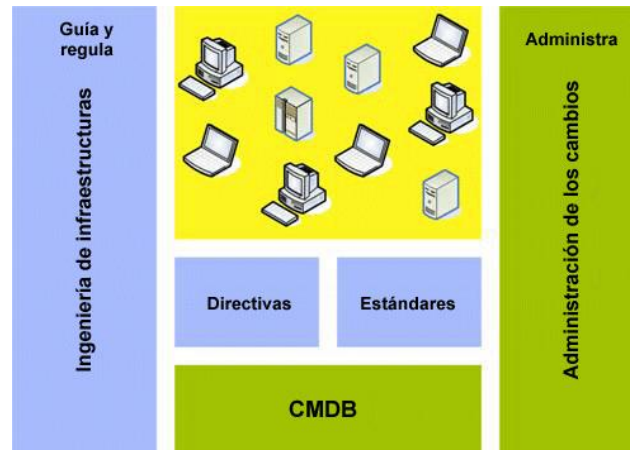 Guía y
regula
Ingeniería de infraestructuras
Directivas
Estándares
CMDB
Administra
Administración de los cambios